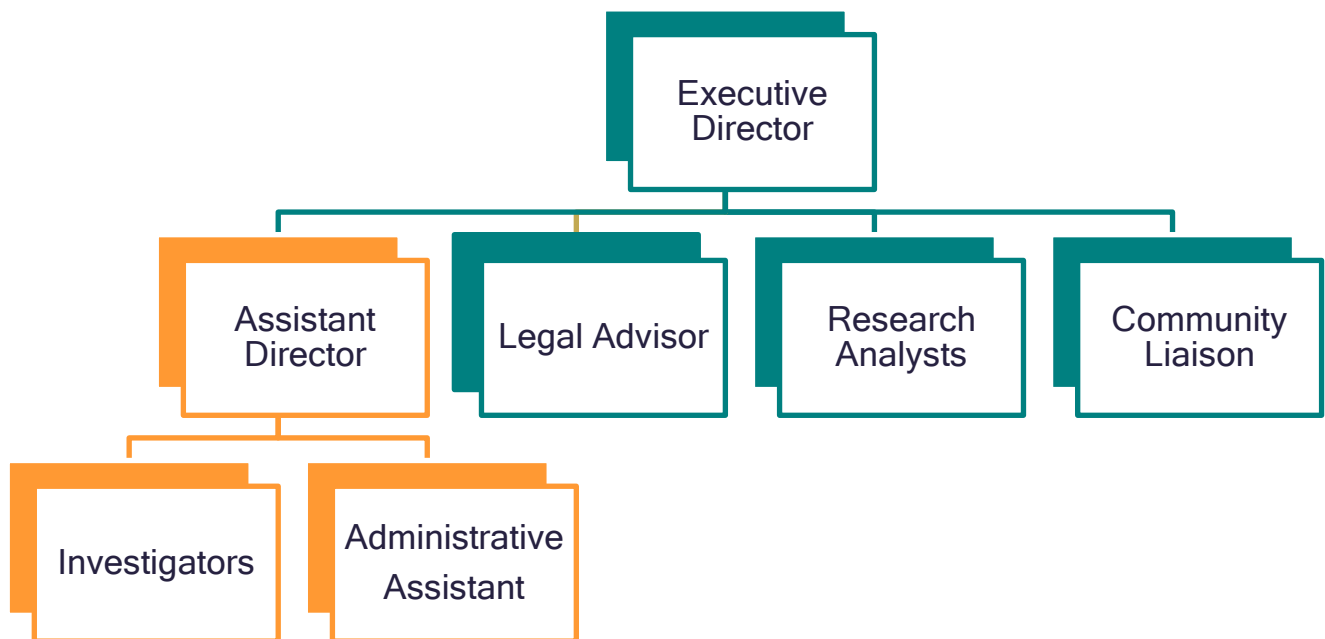 Executive
Director
Assistant
Director
Legal Advisor
Research
Analysts
Community
Liaison
Investigators
Administrative
Assistant